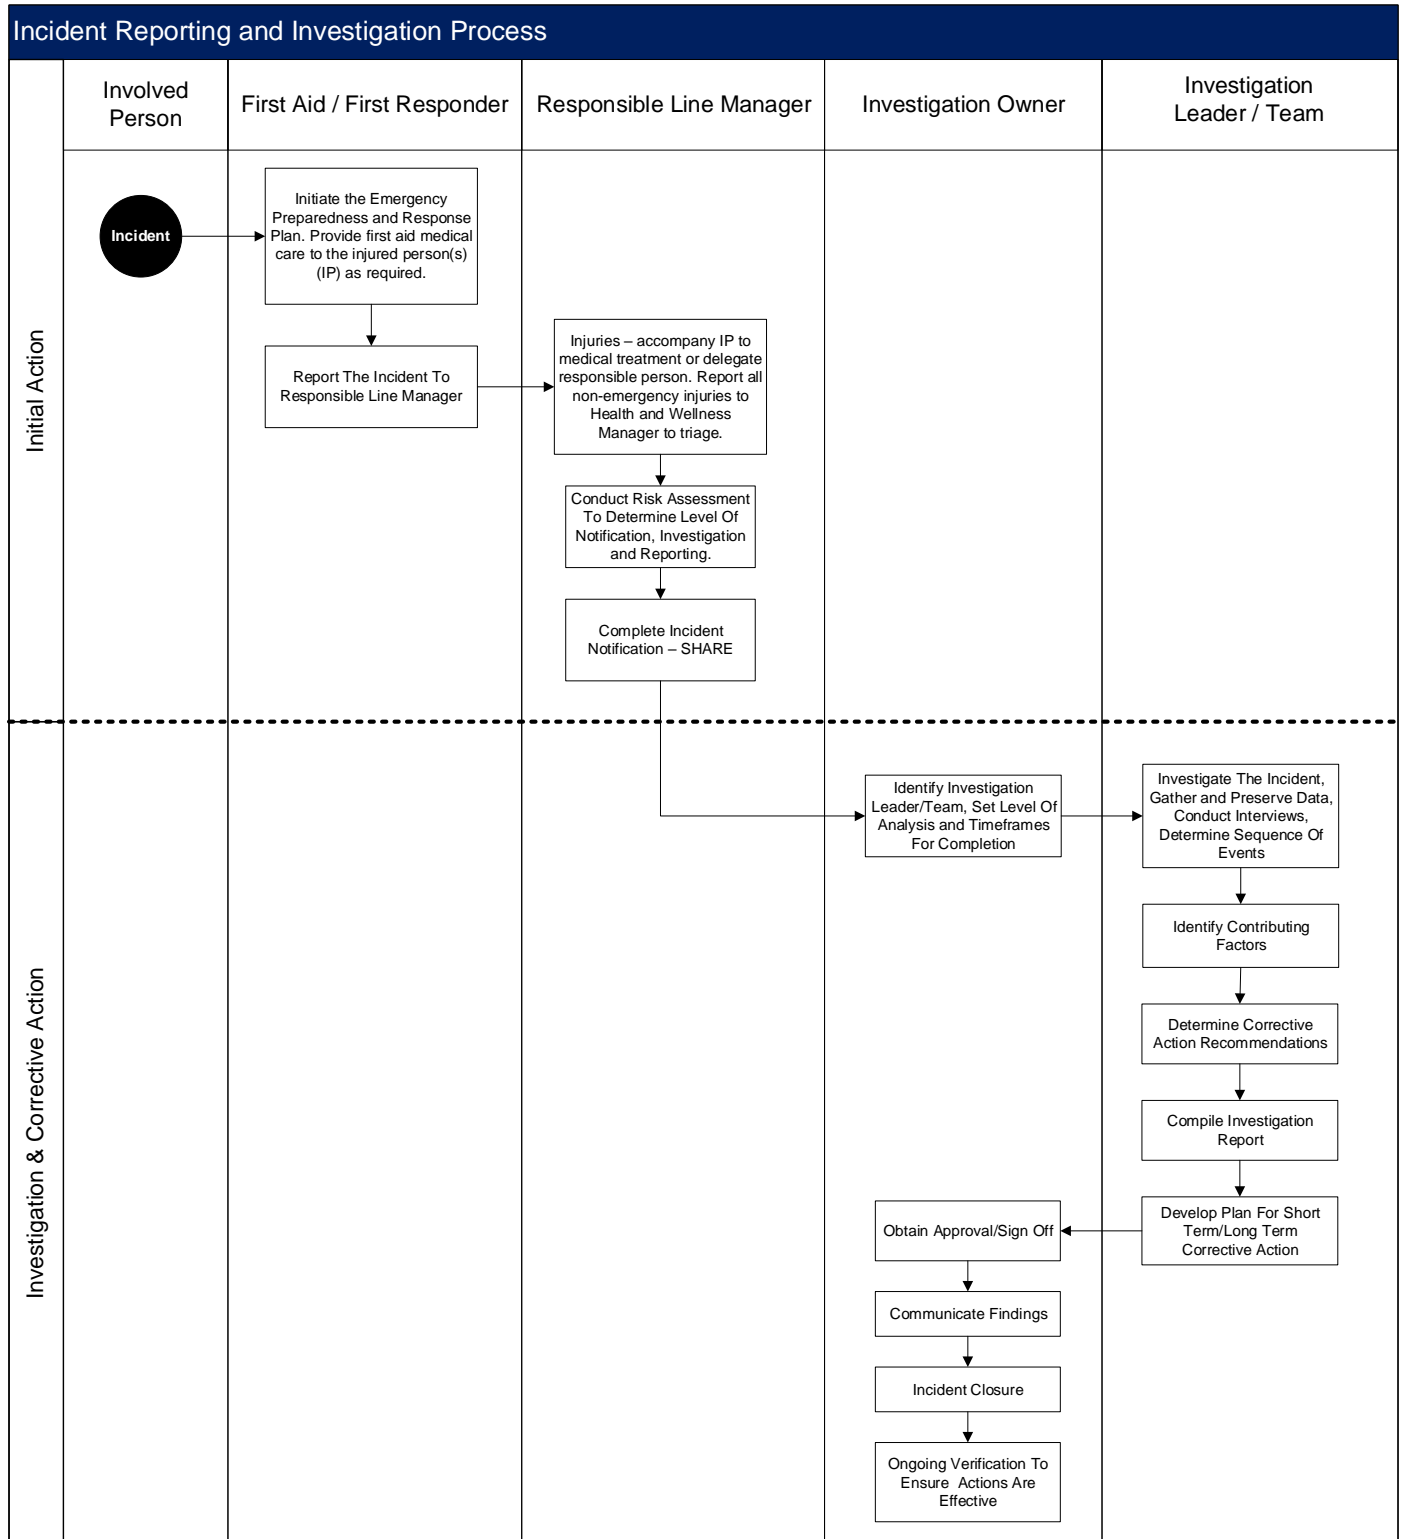 Incident Reporting and Investigation Process
Involved
Person
First Aid / First Responder
Responsible Line Manager
Investigation Owner
Investigation
Leader / Team
Initial Action
Incident
Initiate the Emergency
Preparedness and Response
Plan. Provide first aid medical
care to the injured person(s)
(IP) as required.
Report The Incident To
Responsible Line Manager
Injuries – accompany IP to
medical treatment or delegate
responsible person. Report all
non-emergency injuries to
Health and Wellness
Manager to triage.
Conduct Risk Assessment
To Determine Level Of
Notification, Investigation
and Reporting.
Complete Incident
Notification – SHARE
Investigation & Corrective Action
Identify Investigation
Leader/Team, Set Level Of
Analysis and Timeframes
For Completion
Investigate The Incident,
Gather and Preserve Data,
Conduct Interviews,
Determine Sequence Of
Events
Identify Contributing
Factors
Determine Corrective
Action Recommendations
Compile Investigation
Report
Develop Plan For Short
Term/Long Term
Corrective Action
Obtain Approval/Sign Off
Communicate Findings
Incident Closure
Ongoing Verification To
Ensure  Actions Are
Effective